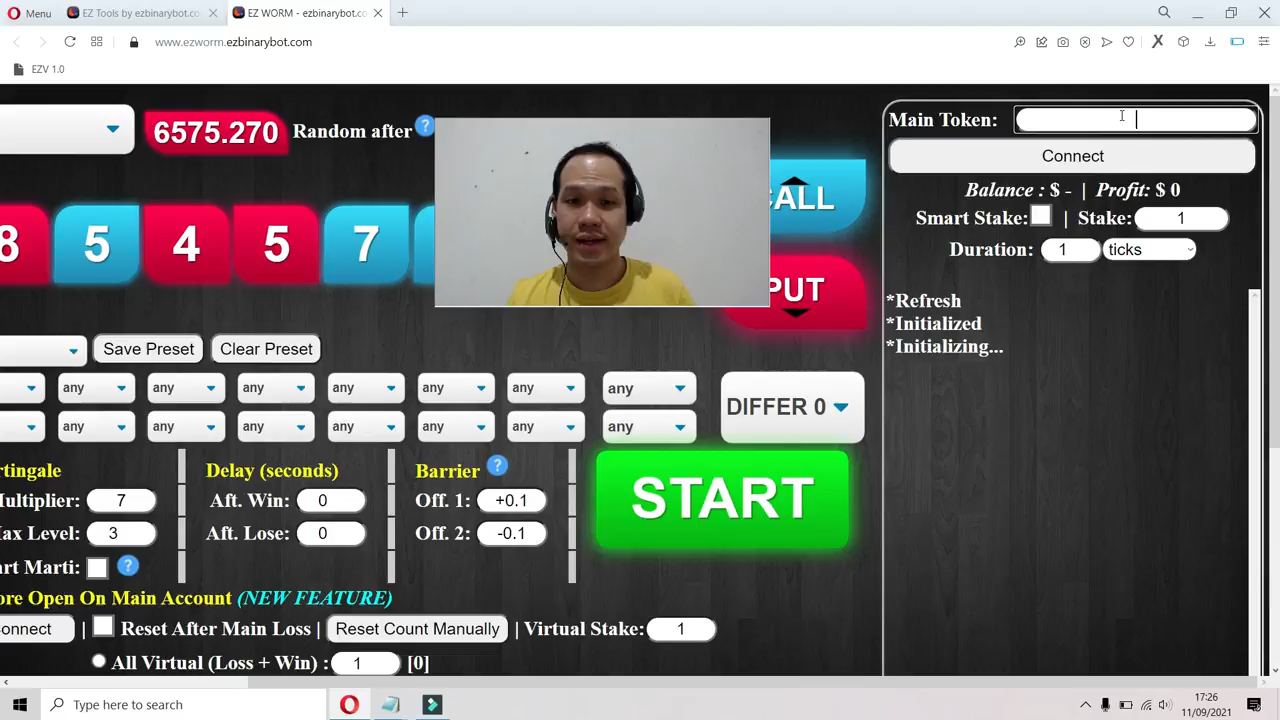 Menu
EZ Tools by ezbinarybot.co
EZ WORM - ezbinarybot.co
www.ezworm.ezbinarybot.com
EZV 1.0
6575.270
Random after
?
Main Token:
Connect
Balance : $ - | Profit: $ 0
Smart Stake: | Stake: 1
Duration: 1 ticks
*Refresh
*Initialized
*Initializing...
8 5 4 5 7
CALL
PUT
Save Preset
Clear Preset
any any any any any any any
any any any any any any any
DIFFER 0
START
rtingale
Multiplier: 7
Max Level: 3
art Marti:
?
Delay (seconds)
Aft. Win: 0
Aft. Lose: 0
Barrier ?
Off. 1: +0.1
Off. 2: -0.1
ore Open On Main Account (NEW FEATURE)
onnect | Reset After Main Loss | Reset Count Manually | Virtual Stake: 1
All Virtual (Loss + Win) : 1 [0]
Type here to search
17:26
11/09/2021